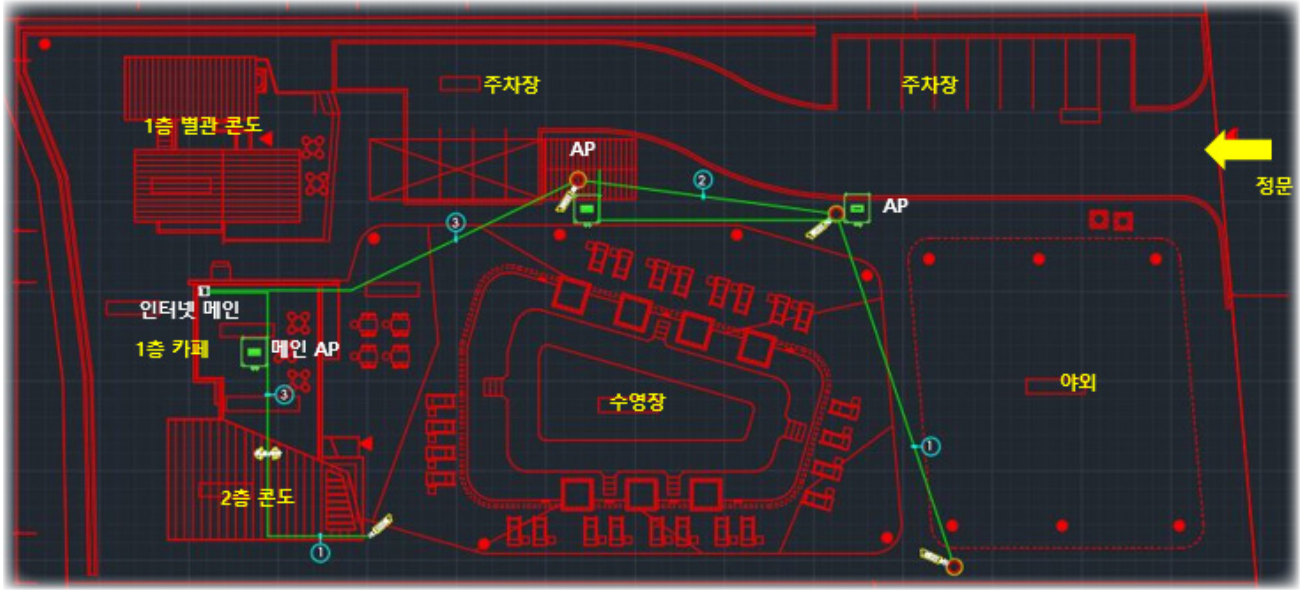 주차장
주차장
1층 별관 콘도
AP
2
정문
AP
3
인터넷 메인
1층 카페
메인 AP
야외
3
수영장
1
2층 콘도
1